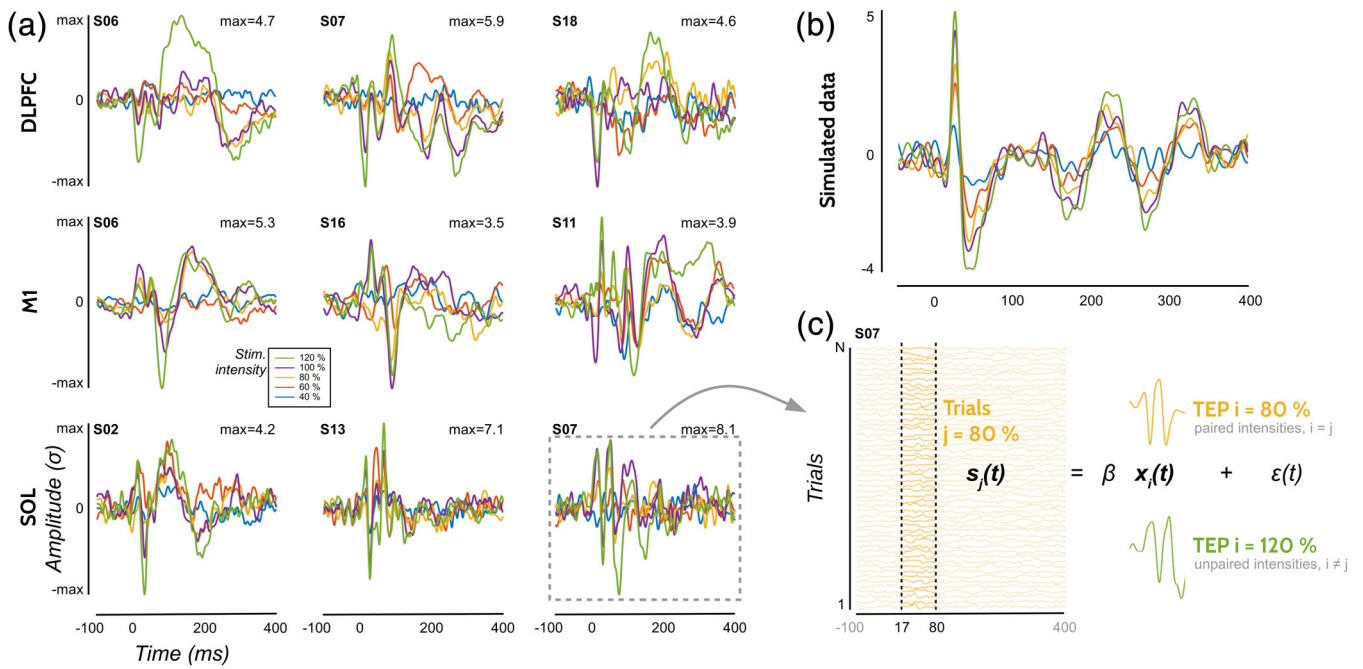 (a)
S06
max=4.7
S07
max=5.9
S18
max=4.6
max
0
-max
DLPFC
S06
max=5.3
S16
max=3.5
S11
max=3.9
max
0
-max
M1
Stim.
intensity
120 %
100 %
80 %
60 %
40 %
S02
max=4.2
S13
max=7.1
S07
max=8.1
max
0
-max
SOL
Amplitude (σ)
-100 0 200 400
-100 0 200 400
-100 0 200 400
Time (ms)
(b)
Simulated data
5
0
-4
0 100 200 300 400
(c)
S07
N
1
Trials
Trials
j = 80 %
-100 17 80 400
sj(t) = β xi(t) + ε(t)
TEP i = 80 %
paired intensities, i = j
TEP i = 120 %
unpaired intensities, i ≠ j